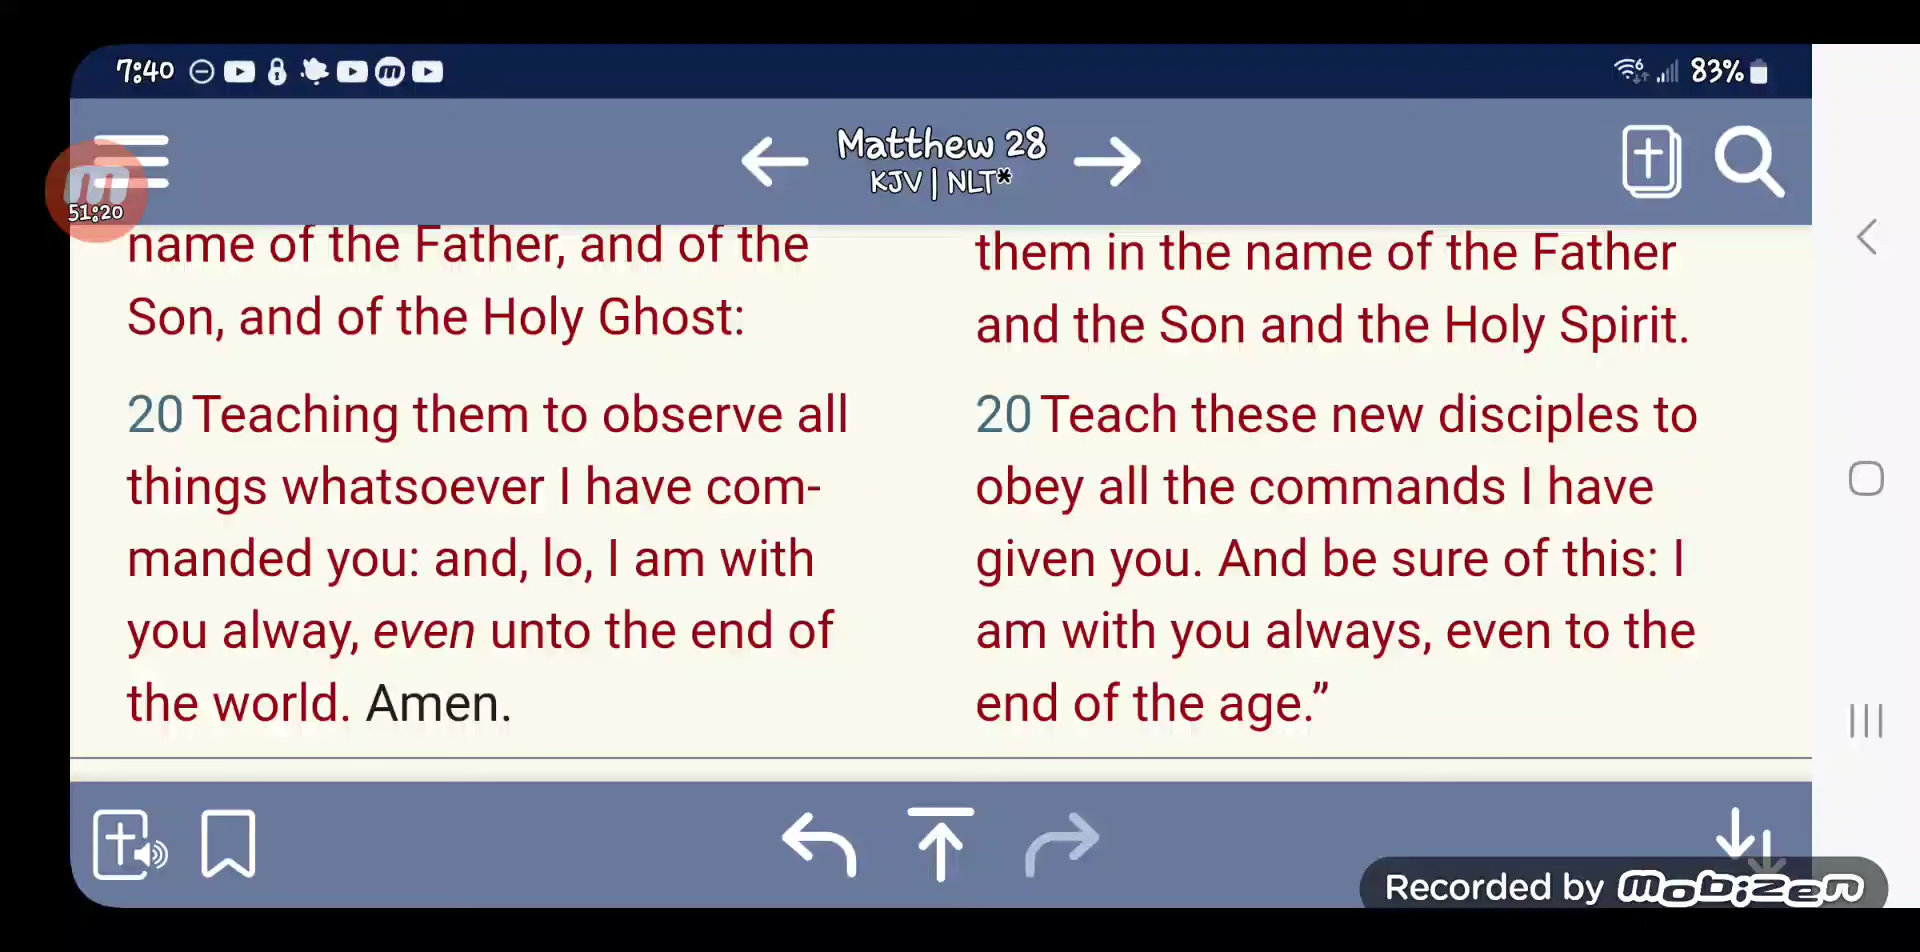 7:40
83%
Matthew 28
KJV | NLT*
51:20
name of the Father, and of the
Son, and of the Holy Ghost:
20 Teaching them to observe all
things whatsoever I have com-
manded you: and, lo, I am with
you alway, even unto the end of
the world. Amen.
them in the name of the Father
and the Son and the Holy Spirit.
20 Teach these new disciples to
obey all the commands I have
given you. And be sure of this: I
am with you always, even to the
end of the age.”
Recorded by Mobizen